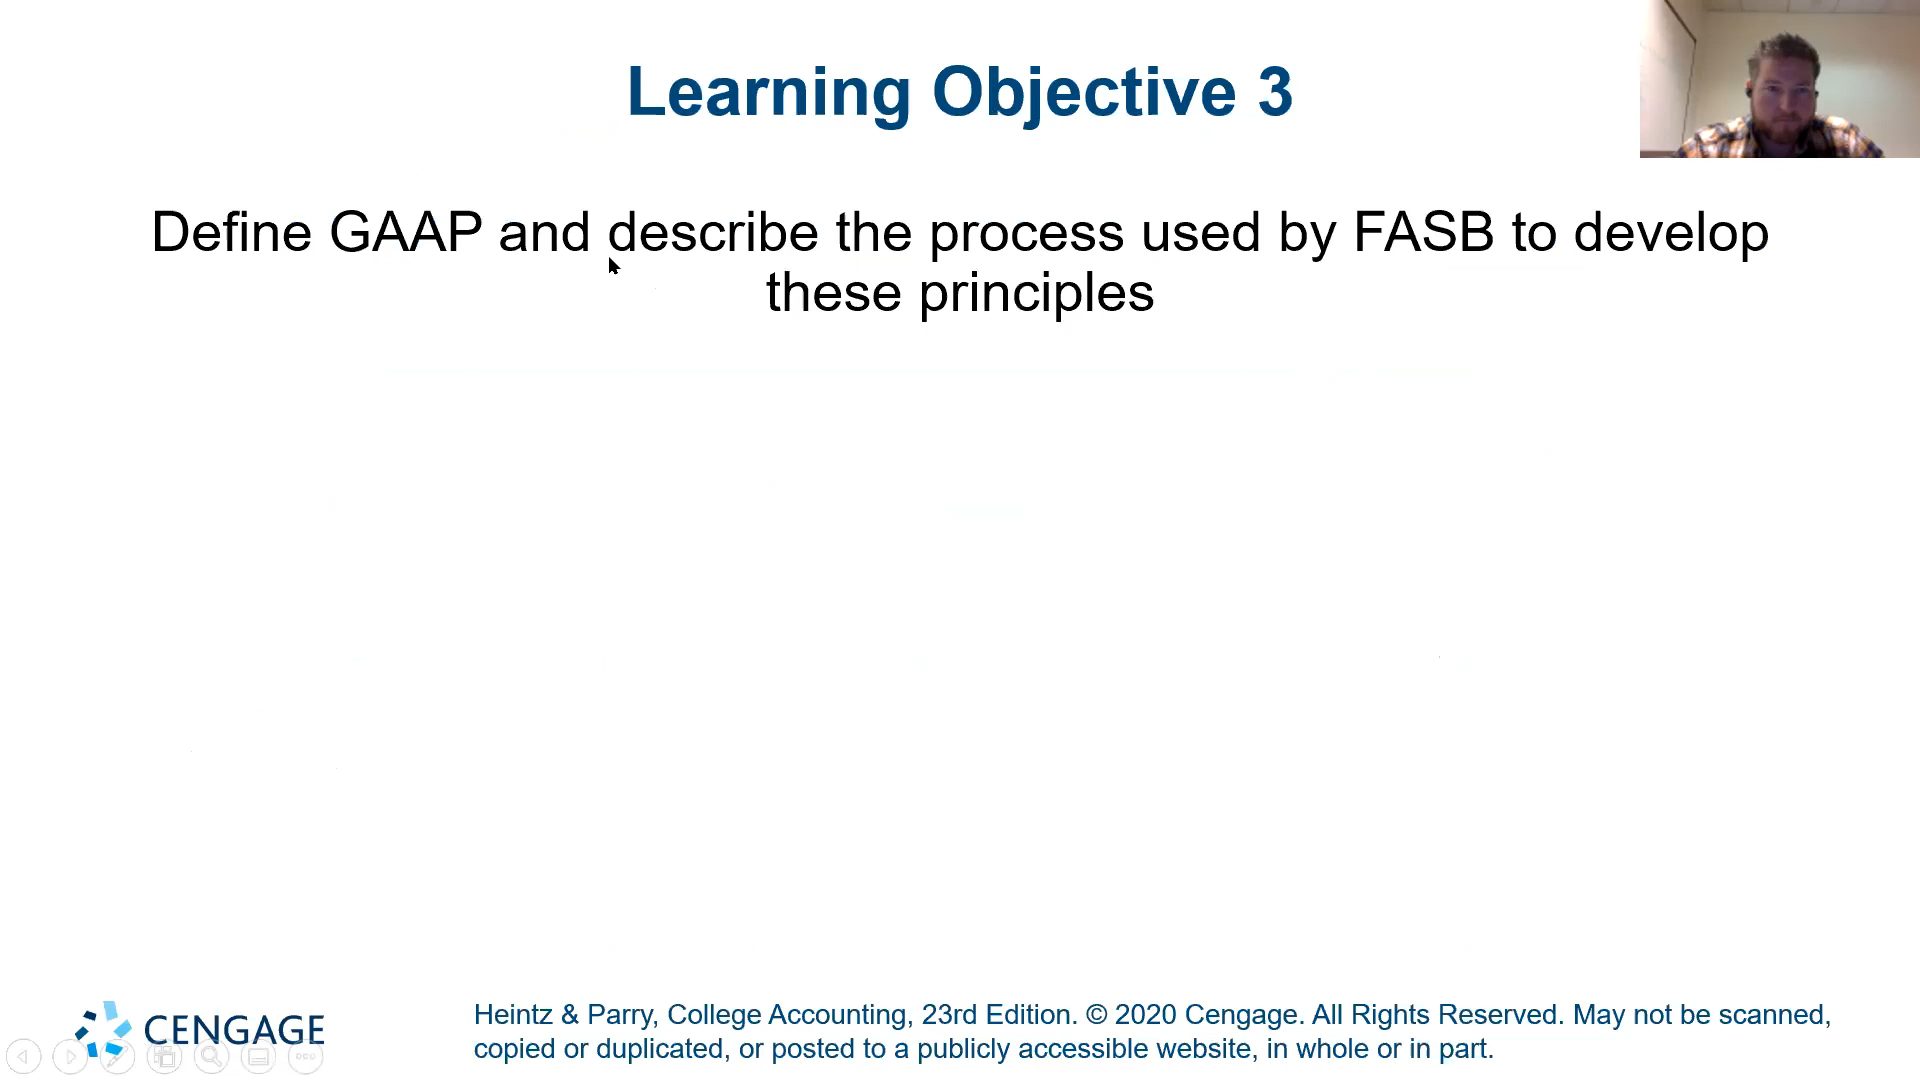 Learning Objective 3
Define GAAP and describe the process used by FASB to develop
these principles
CENGAGE
Heintz & Parry, College Accounting, 23rd Edition. © 2020 Cengage. All Rights Reserved. May not be scanned,
copied or duplicated, or posted to a publicly accessible website, in whole or in part.